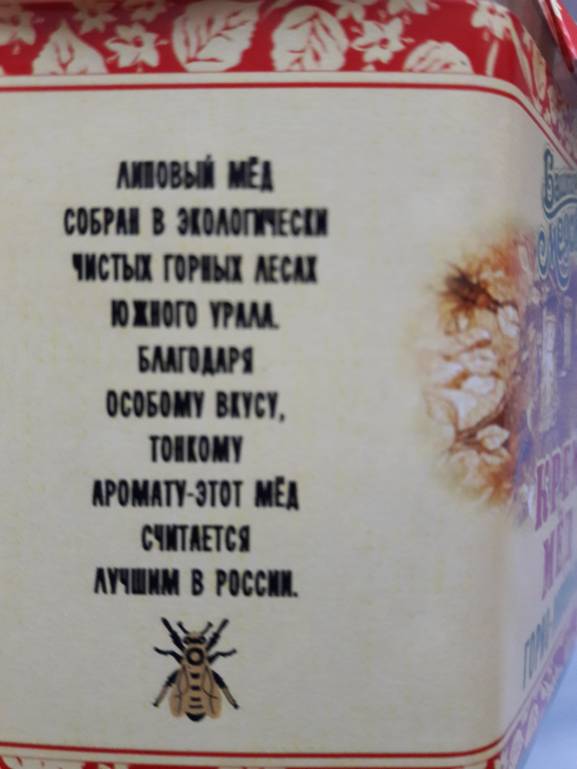 ЛИПОВЫЙ МЁД
СОБРАН В ЭКОЛОГИЧЕСКИ
ЧИСТЫХ ГОРНЫХ ЛЕСАХ
ЮЖНОГО УРАЛА.
БЛАГОДАРЯ
ОСОБОМУ ВКУСУ,
ТОНКОМУ
АРОМАТУ-ЭТОТ МЁД
СЧИТАЕТСЯ
ЛУЧШИМ В РОССИИ.
МЁД